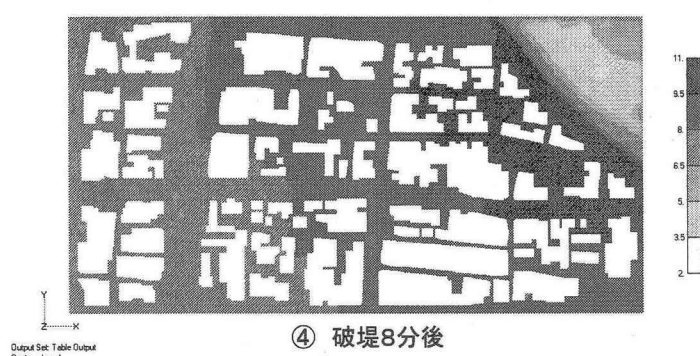 11.
9.5
8.
6.5
5.
3.5
2.
Y
Z X
④ 破堤8分後
Output Set: Table Output